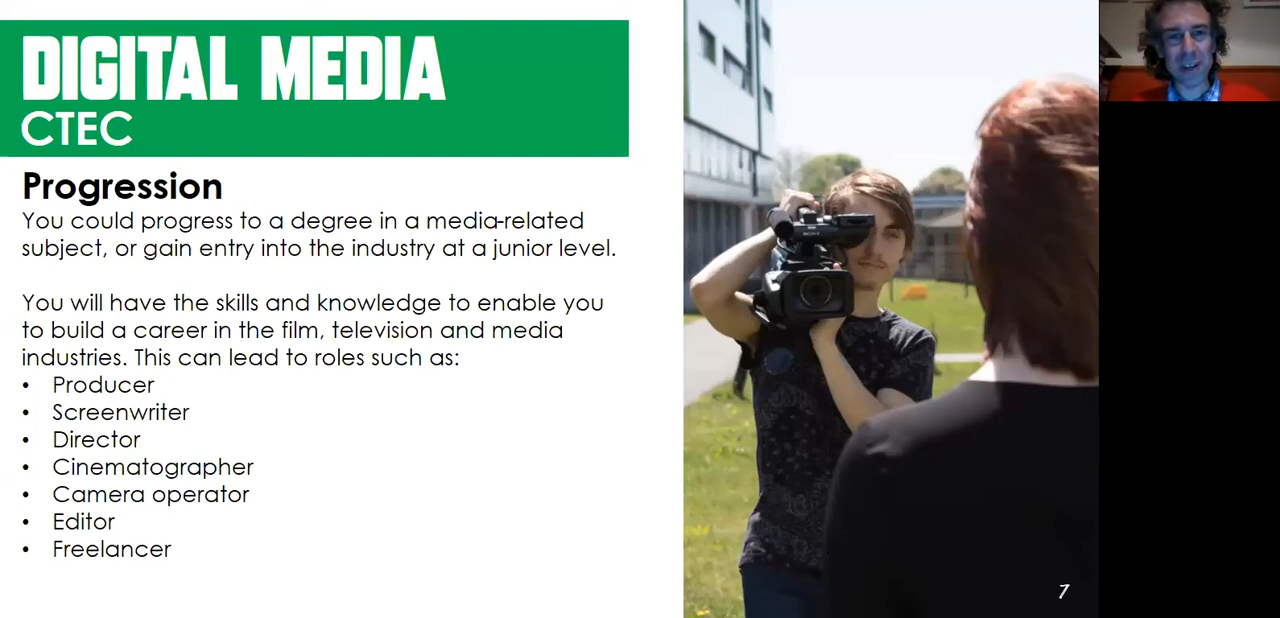 DIGITAL MEDIA
CTEC
Progression
You could progress to a degree in a media-related
subject, or gain entry into the industry at a junior level.
You will have the skills and knowledge to enable you
to build a career in the film, television and media
industries. This can lead to roles such as:
• Producer
• Screenwriter
• Director
• Cinematographer
• Camera operator
• Editor
• Freelancer
SONY
7